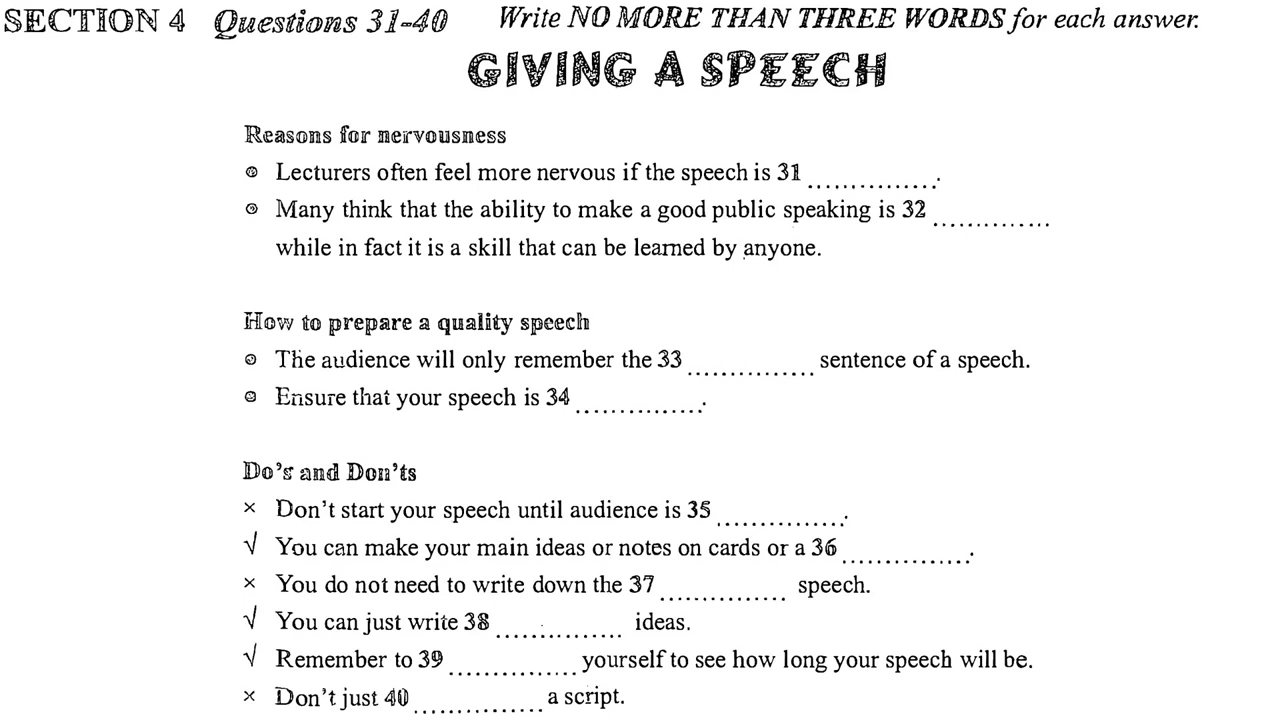 SECTION 4 Questions 31-40 Write NO MORE THAN THREE WORDS for each answer.
GIVING A SPEECH
Reasons for nervousness
Lecturers often feel more nervous if the speech is 31 ...............
Many think that the ability to make a good public speaking is 32 ..............
while in fact it is a skill that can be learned by anyone.
How to prepare a quality speech
The audience will only remember the 33 .............. sentence of a speech.
Ensure that your speech is 34 ...............
Do's and Don'ts
× Don't start your speech until audience is 35 ...............
√ You can make your main ideas or notes on cards or a 36 ...............
× You do not need to write down the 37 .............. speech.
√ You can just write 38 .............. ideas.
√ Remember to 39 .............. yourself to see how long your speech will be.
× Don't just 40 .............. a script.